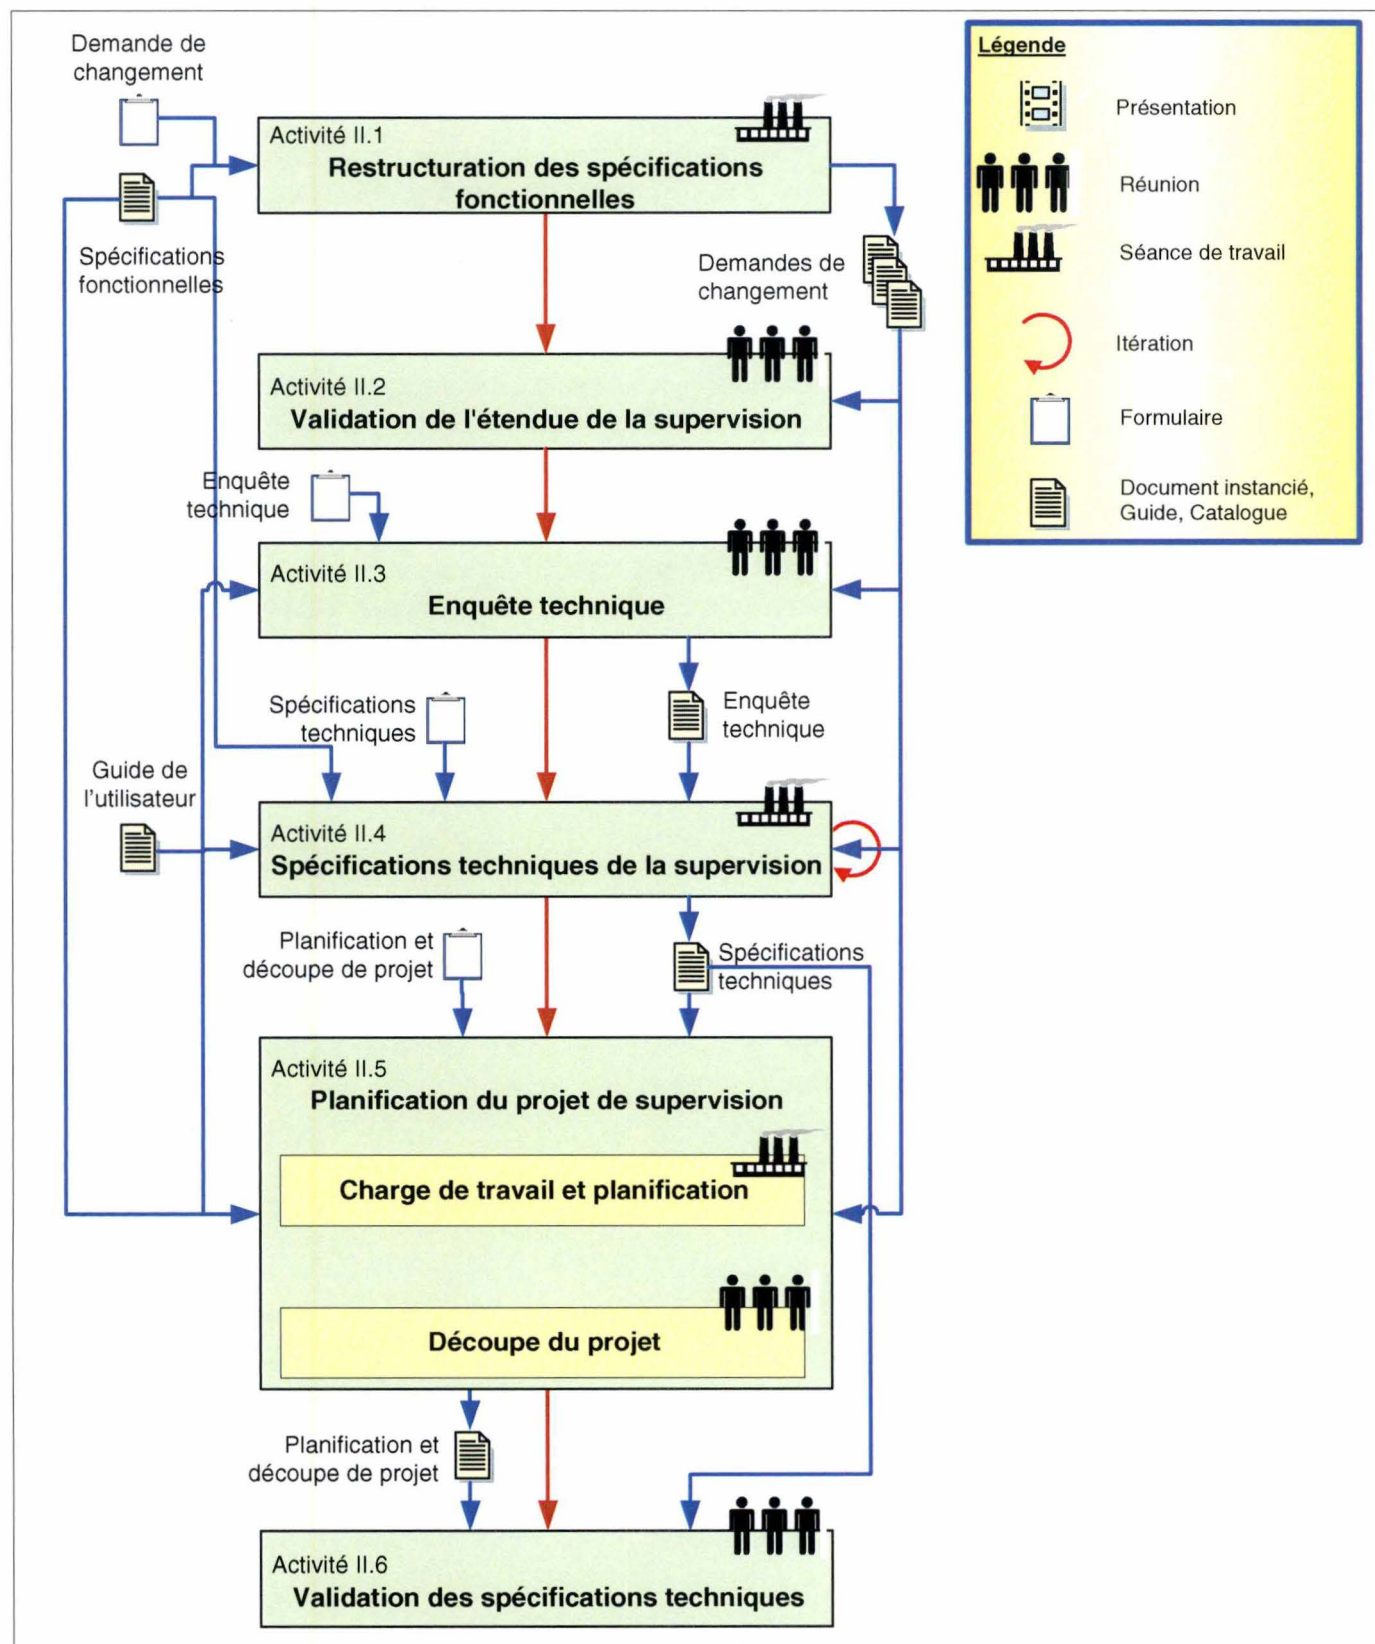 Demande de
changement
Légende
Présentation
Réunion
Séance de travail
Itération
Formulaire
Document instancié,
Guide, Catalogue
Activité II.1
Restructuration des spécifications
fonctionnelles
Spécifications
fonctionnelles
Demandes de
changement
Activité II.2
Validation de l'étendue de la supervision
Enquête
technique
Activité II.3
Enquête technique
Spécifications
techniques
Enquête
technique
Guide de
l'utilisateur
Activité II.4
Spécifications techniques de la supervision
Planification et
découpe de projet
Spécifications
techniques
Activité II.5
Planification du projet de supervision
Charge de travail et planification
Découpe du projet
Planification et
découpe de projet
Activité II.6
Validation des spécifications techniques